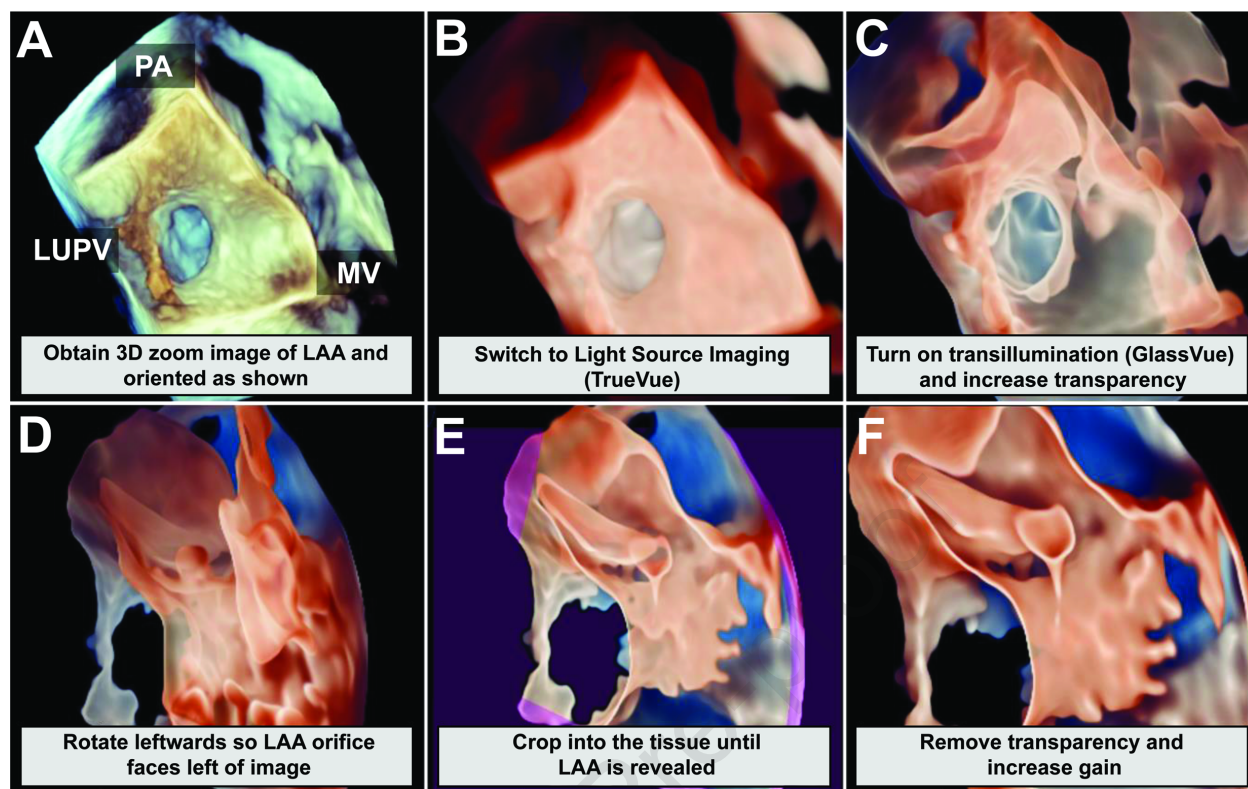 A
PA
LUPV
MV
Obtain 3D zoom image of LAA and
oriented as shown
B
Switch to Light Source Imaging
(TrueVue)
C
Turn on transillumination (GlassVue)
and increase transparency
D
Rotate leftwards so LAA orifice
faces left of image
E
Crop into the tissue until
LAA is revealed
F
Remove transparency and
increase gain